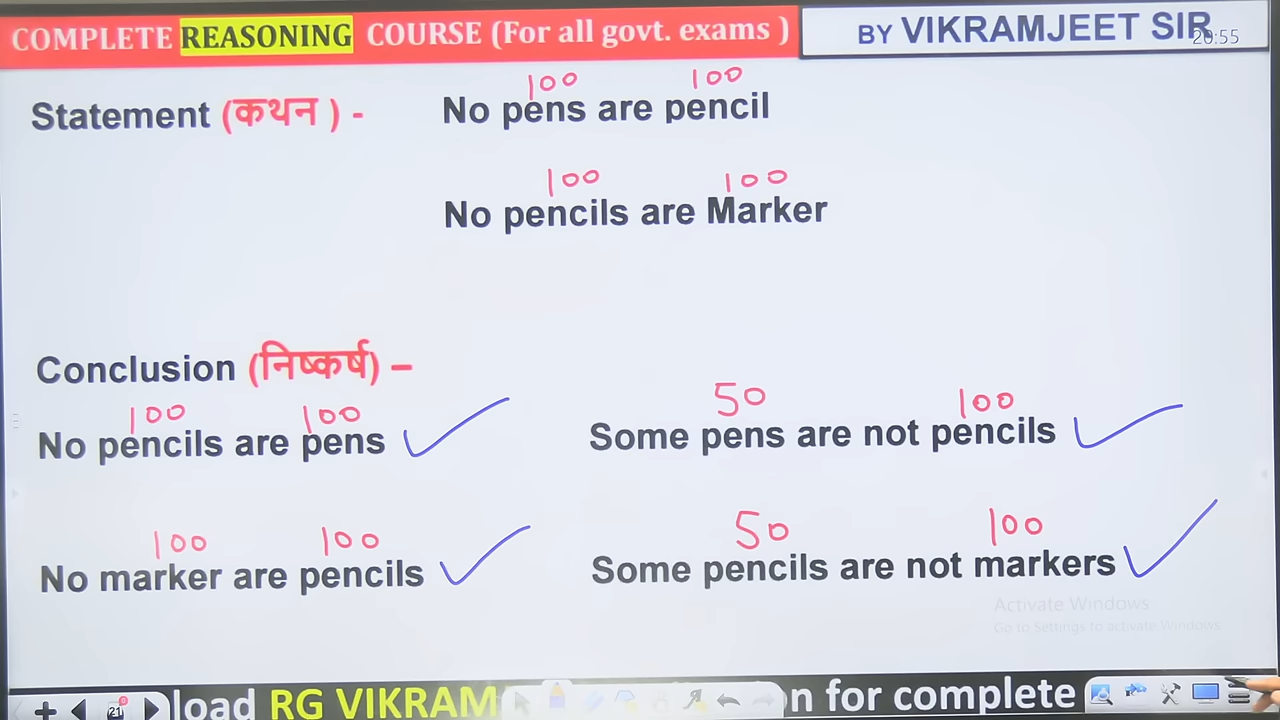 COMPLETE REASONING COURSE (For all govt. exams )
BY VIKRAMJEET SIR
20:55
100 100
Statement (कथन ) - No pens are pencil
100 100
No pencils are Marker
Conclusion (निष्कर्ष) –
100 100 50 100
No pencils are pens Some pens are not pencils
100 100 50 100
No marker are pencils Some pencils are not markers
Activate Windows
Go to Settings to activate Windows.
load RG VIKRAM n for complete